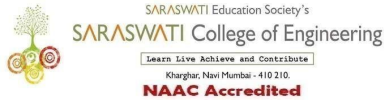 SARASWATI Education Society's
SARASWATI College of Engineering
Learn Live Achieve and Contribute
Kharghar, Navi Mumbai - 410 210.
NAAC Accredited